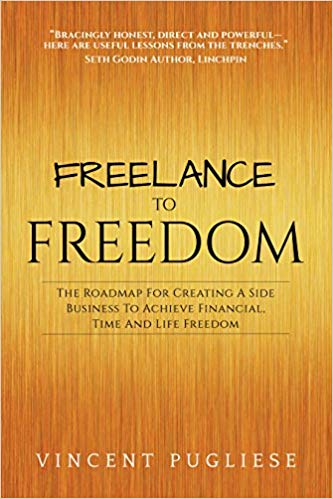 "Bracingly honest, direct and powerful—
here are useful lessons from the trenches."
Seth Godin Author, Linchpin
FREELANCE
TO
FREEDOM
The Roadmap For Creating A Side
Business To Achieve Financial,
Time And Life Freedom
VINCENT PUGLIESE